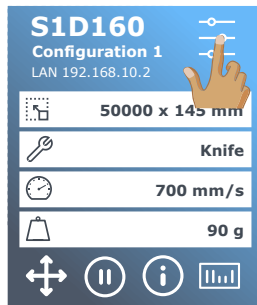 S1D160
Configuration 1
LAN 192.168.10.2
50000 x 145 mm
Knife
700 mm/s
90 g